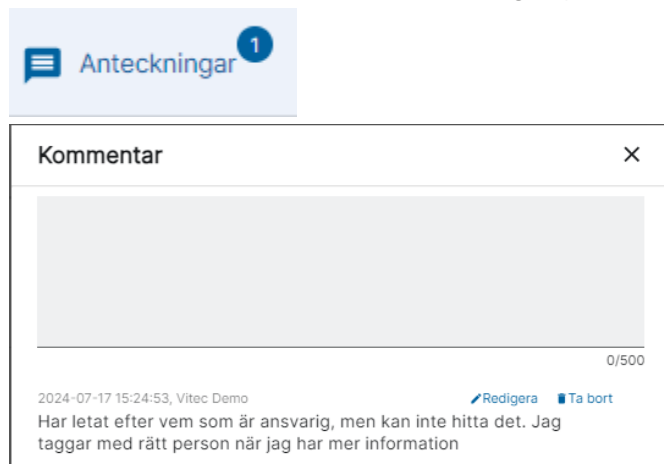 Anteckningar 1
Kommentar
0/500
2024-07-17 15:24:53, Vitec Demo Redigera Ta bort
Har letat efter vem som är ansvarig, men kan inte hitta det. Jag
taggar med rätt person när jag har mer information